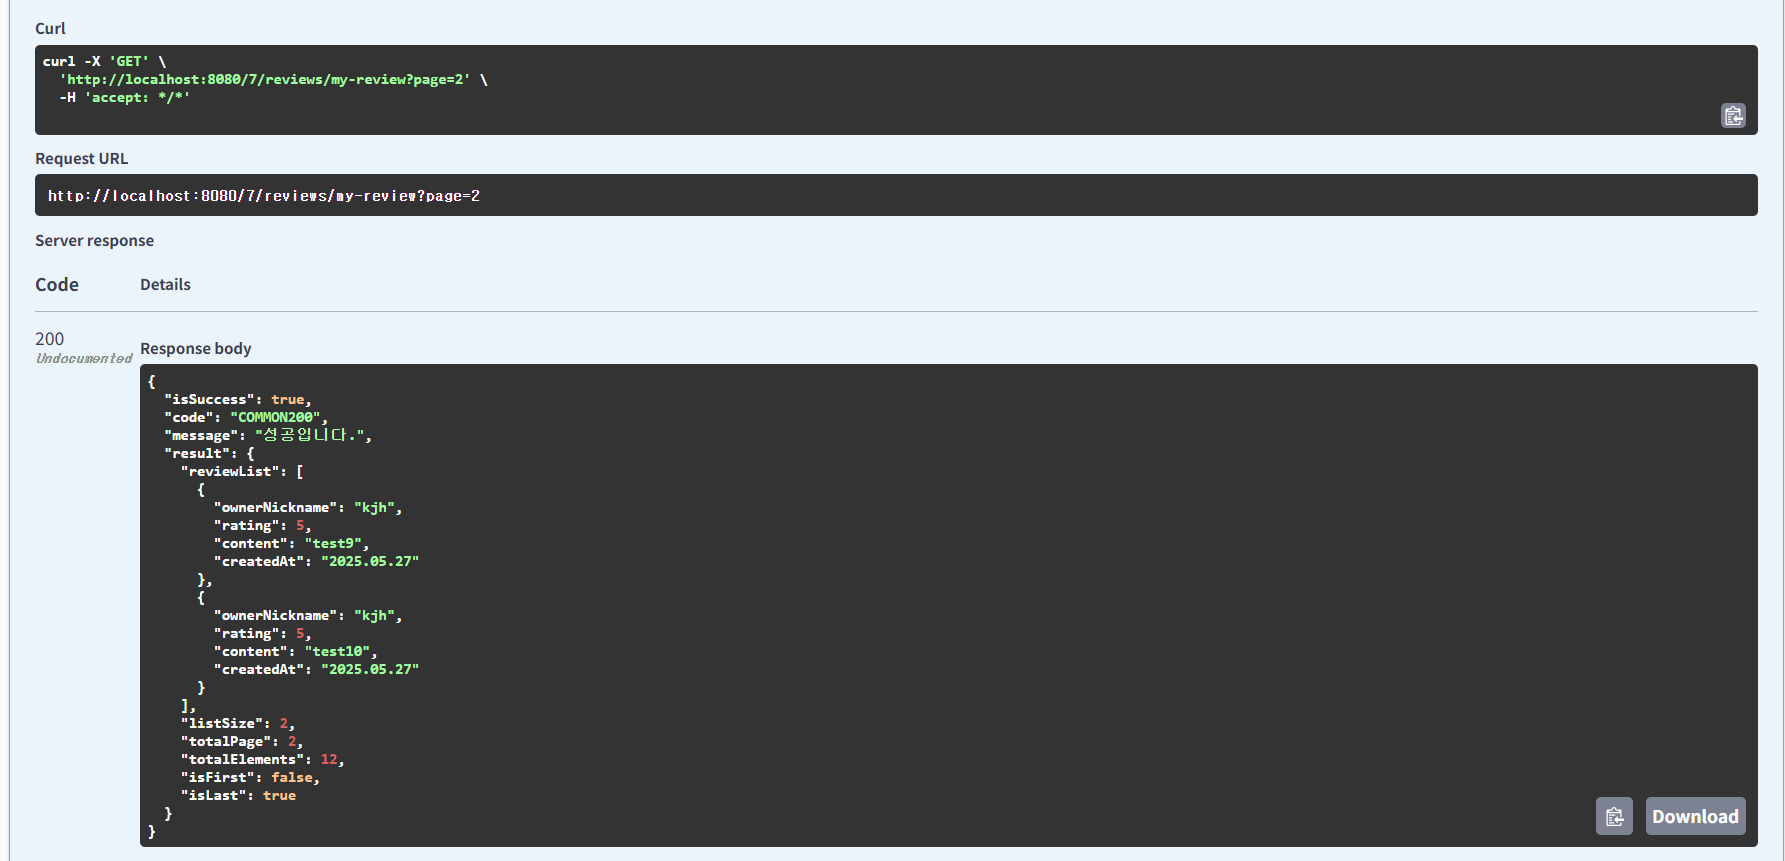 Curl
curl -X 'GET' \
  'http://localhost:8080/7/reviews/my-review?page=2' \
  -H 'accept: */*'
Request URL
http://localhost:8080/7/reviews/my-review?page=2
Server response
Code Details
200
Undocumented
Response body
{
  "isSuccess": true,
  "code": "COMMON200",
  "message": "성공입니다.",
  "result": {
    "reviewList": [
      {
        "ownerNickname": "kjh",
        "rating": 5,
        "content": "test9",
        "createdAt": "2025.05.27"
      },
      {
        "ownerNickname": "kjh",
        "rating": 5,
        "content": "test10",
        "createdAt": "2025.05.27"
      }
    ],
    "listSize": 2,
    "totalPage": 2,
    "totalElements": 12,
    "isFirst": false,
    "isLast": true
  }
}
Download